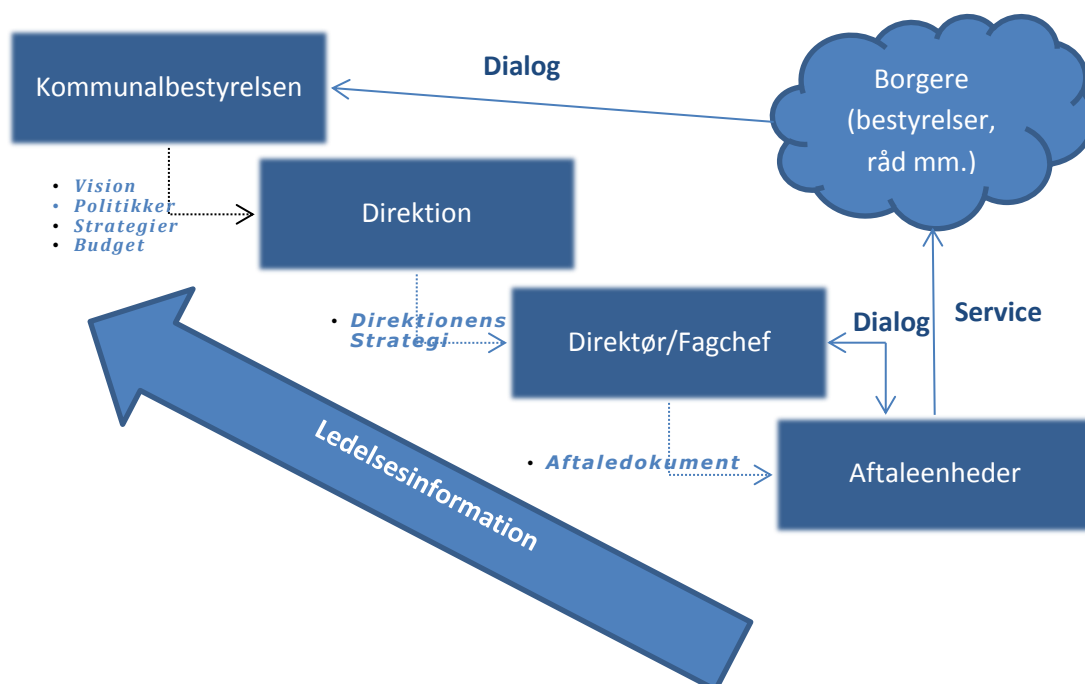 Dialog
Kommunalbestyrelsen
Borgere
(bestyrelser,
råd mm.)
• Vision
• Politikker
• Strategier
• Budget
Direktion
• Direktionens
Strategi
Direktør/Fagchef
Dialog
Service
Ledelsesinformation
• Aftaledokument
Aftaleenheder